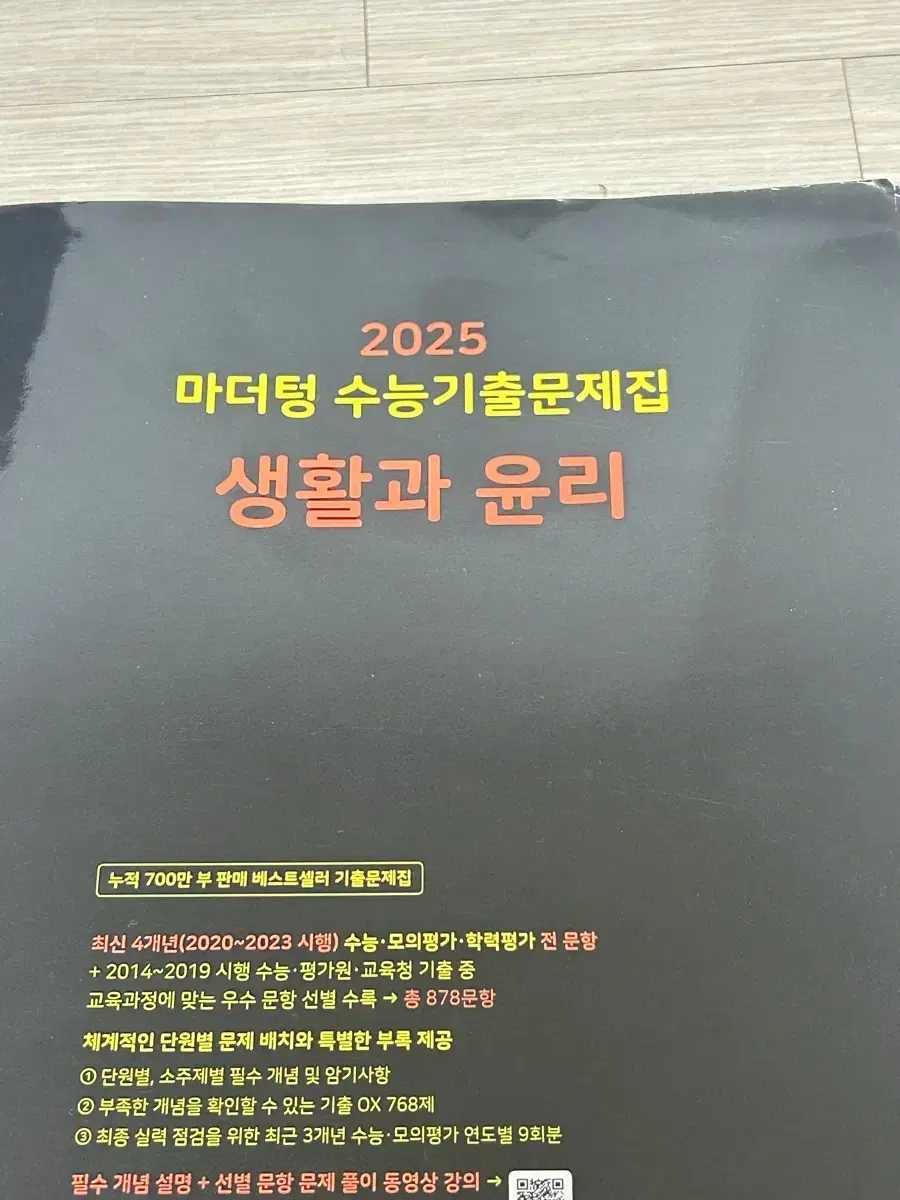 2025
마더텅 수능기출문제집
생활과 윤리
누적 700만 부 판매 베스트셀러 기출문제집
최신 4개년(2020~2023 시행) 수능·모의평가·학력평가 전 문항
+ 2014~2019 시행 수능·평가원·교육청 기출 중
교육과정에 맞는 우수 문항 선별 수록 → 총 878문항
체계적인 단원별 문제 배치와 특별한 부록 제공
① 단원별, 소주제별 필수 개념 및 암기사항
② 부족한 개념을 확인할 수 있는 기출 OX 768제
③ 최종 실력 점검을 위한 최근 3개년 수능·모의평가 연도별 9회분
필수 개념 설명 + 선별 문항 문제 풀이 동영상 강의 →